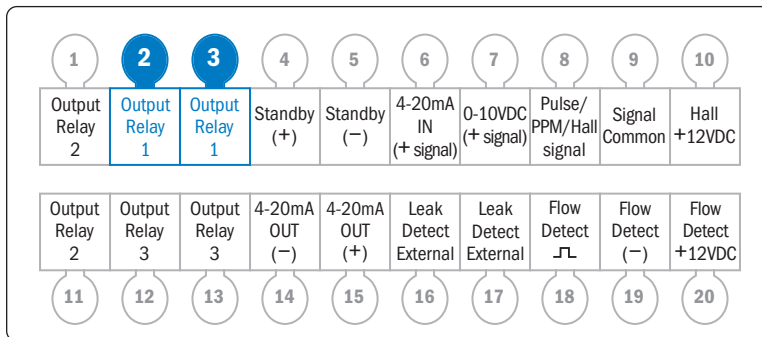 1 2 3 4 5 6 7 8 9 10
Output Output Output Standby Standby 4-20mA 0-10VDC Pulse/ Signal Hall
Relay Relay Relay (+) (−) IN (+ signal) PPM/Hall Common +12VDC
2 1 1 (+ signal) signal
Output Output Output 4-20mA 4-20mA Leak Leak Flow Flow Flow
Relay Relay Relay OUT OUT Detect Detect Detect Detect Detect
2 3 3 (−) (+) External External (−) +12VDC
11 12 13 14 15 16 17 18 19 20